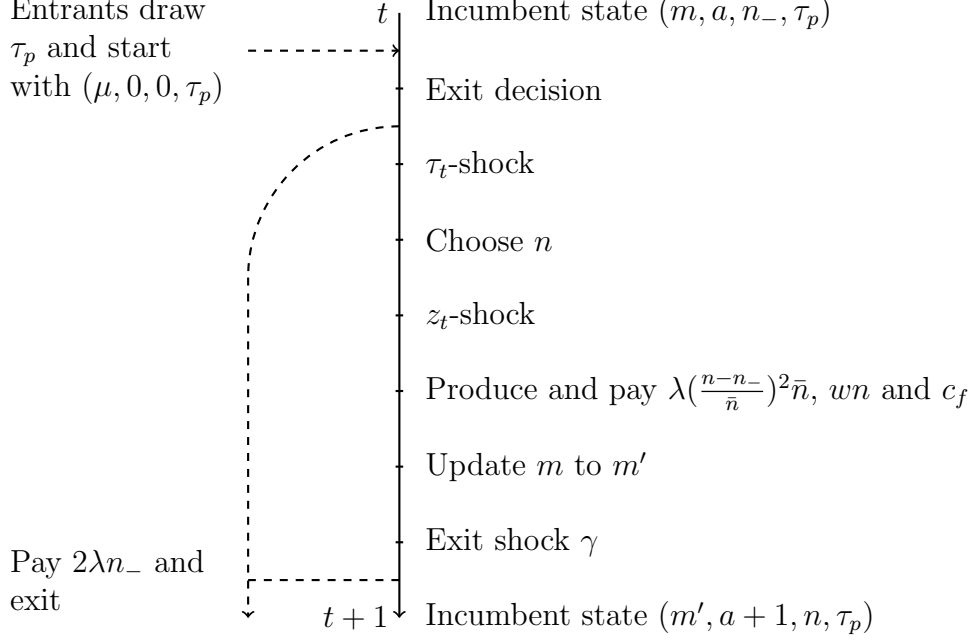 Entrants draw
τ_p and start
with (μ, 0, 0, τ_p)
t
Incumbent state (m, a, n_−, τ_p)
Exit decision
τ_t-shock
Choose n
z_t-shock
Produce and pay λ(\frac{n−n_−}{n̄})²n̄, wn and c_f
Update m to m′
Exit shock γ
Pay 2λn_− and
exit
t + 1
Incumbent state (m′, a + 1, n, τ_p)